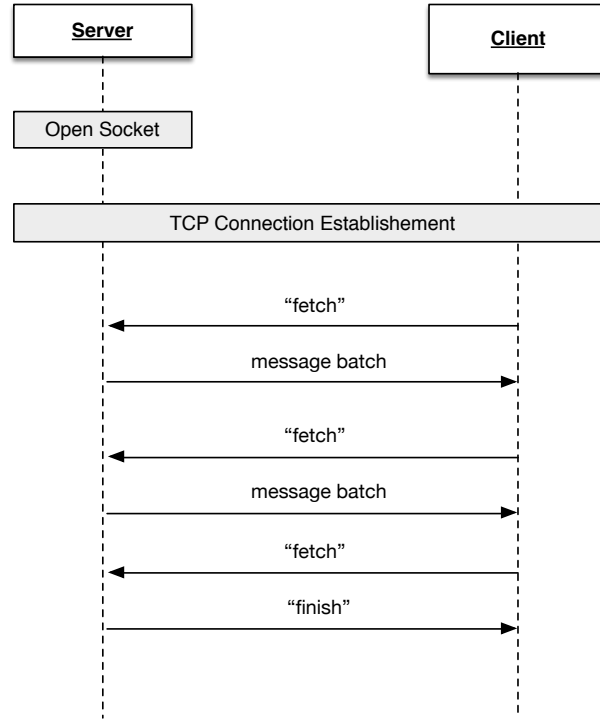 Server
Client
Open Socket
TCP Connection Establishement
“fetch”
message batch
“fetch”
message batch
“fetch”
“finish”